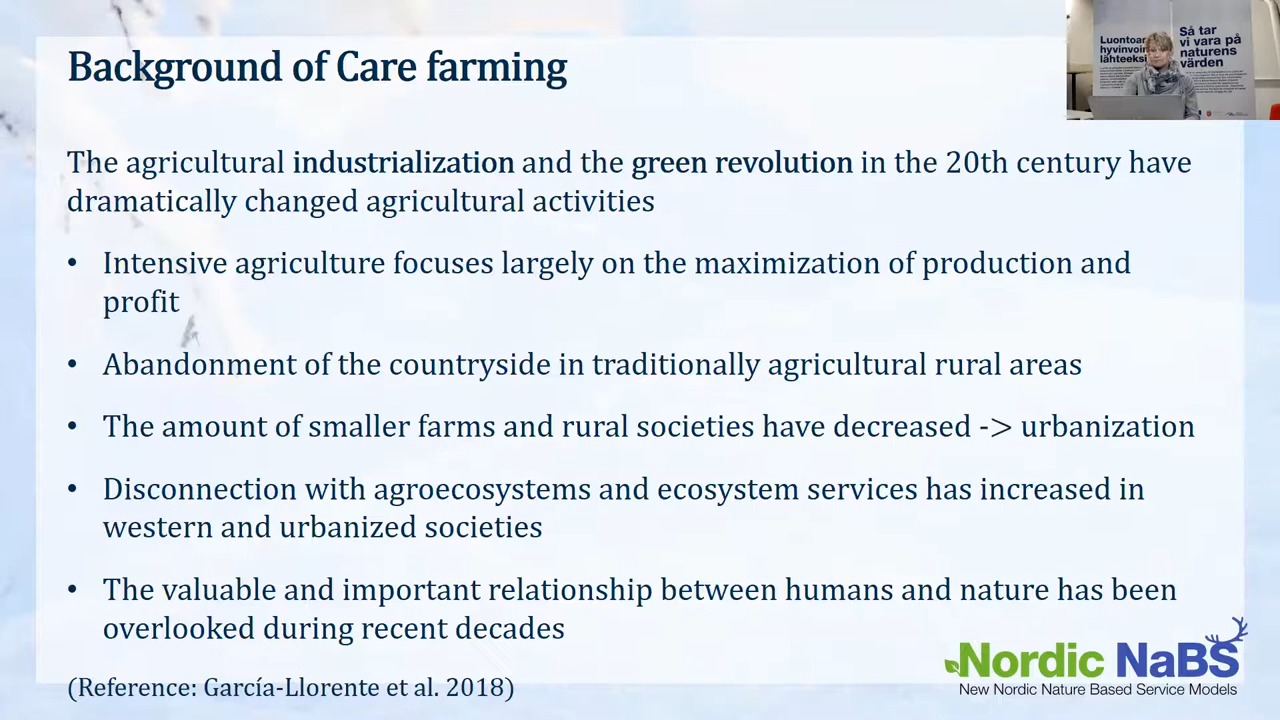 Background of Care farming
Luontoar
hyvinvoin
lähteeksi
Så tar
vi vara på
naturens
värden
The agricultural industrialization and the green revolution in the 20th century have
dramatically changed agricultural activities
• Intensive agriculture focuses largely on the maximization of production and
profit
• Abandonment of the countryside in traditionally agricultural rural areas
• The amount of smaller farms and rural societies have decreased -> urbanization
• Disconnection with agroecosystems and ecosystem services has increased in
western and urbanized societies
• The valuable and important relationship between humans and nature has been
overlooked during recent decades
(Reference: García-Llorente et al. 2018)
Nordic NaBS
New Nordic Nature Based Service Models